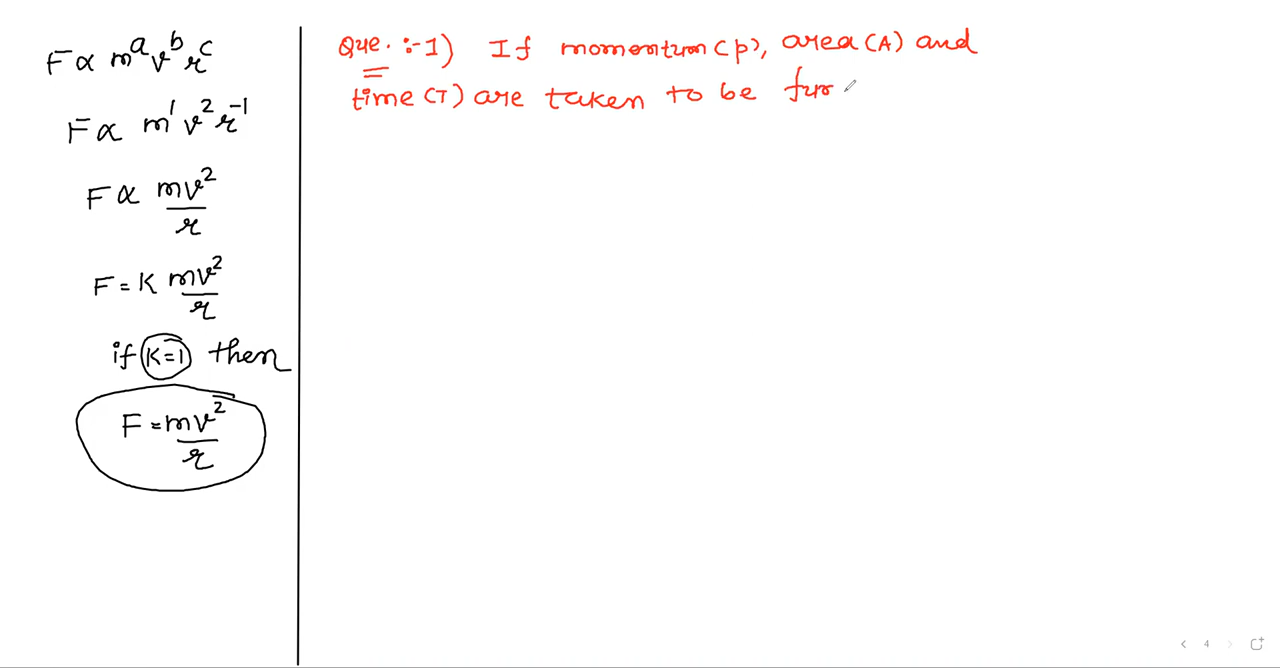 F ∝ m^a v^b r^c
F ∝ m^1 v^2 r^-1
F ∝ mv^2/r
F = K mv^2/r
if K=1 then
F = mv^2/r
Que. :-1) If momentum (p), area (A) and
time (T) are taken to be fun
4